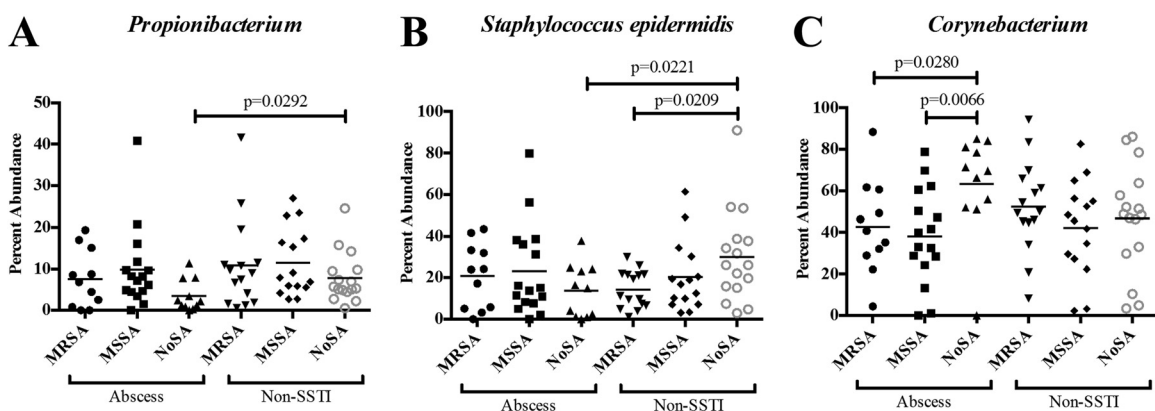 A
Propionibacterium
Percent Abundance
50
40
30
20
10
0
p=0.0292
MRSA
MSSA
NoSA
MRSA
MSSA
NoSA
Abscess
Non-SSTI
B
Staphylococcus epidermidis
Percent Abundance
100
80
60
40
20
0
p=0.0221
p=0.0209
MRSA
MSSA
NoSA
MRSA
MSSA
NoSA
Abscess
Non-SSTI
C
Corynebacterium
Percent Abundance
100
80
60
40
20
0
p=0.0280
p=0.0066
MRSA
MSSA
NoSA
MRSA
MSSA
NoSA
Abscess
Non-SSTI